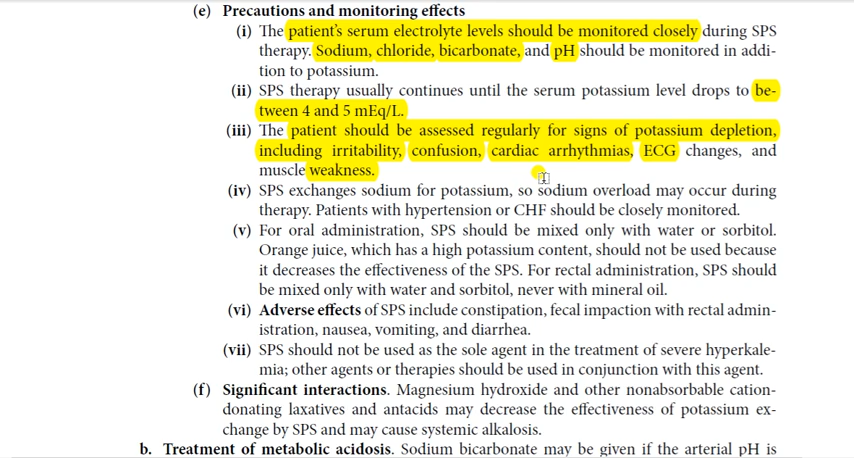 (e) Precautions and monitoring effects
(i) The patient's serum electrolyte levels should be monitored closely during SPS
therapy. Sodium, chloride, bicarbonate, and pH should be monitored in addi-
tion to potassium.
(ii) SPS therapy usually continues until the serum potassium level drops to be-
tween 4 and 5 mEq/L.
(iii) The patient should be assessed regularly for signs of potassium depletion,
including irritability, confusion, cardiac arrhythmias, ECG changes, and
muscle weakness.
(iv) SPS exchanges sodium for potassium, so sodium overload may occur during
therapy. Patients with hypertension or CHF should be closely monitored.
(v) For oral administration, SPS should be mixed only with water or sorbitol.
Orange juice, which has a high potassium content, should not be used because
it decreases the effectiveness of the SPS. For rectal administration, SPS should
be mixed only with water and sorbitol, never with mineral oil.
(vi) Adverse effects of SPS include constipation, fecal impaction with rectal admin-
istration, nausea, vomiting, and diarrhea.
(vii) SPS should not be used as the sole agent in the treatment of severe hyperkale-
mia; other agents or therapies should be used in conjunction with this agent.
(f) Significant interactions. Magnesium hydroxide and other nonabsorbable cation-
donating laxatives and antacids may decrease the effectiveness of potassium ex-
change by SPS and may cause systemic alkalosis.
b. Treatment of metabolic acidosis. Sodium bicarbonate may be given if the arterial pH is